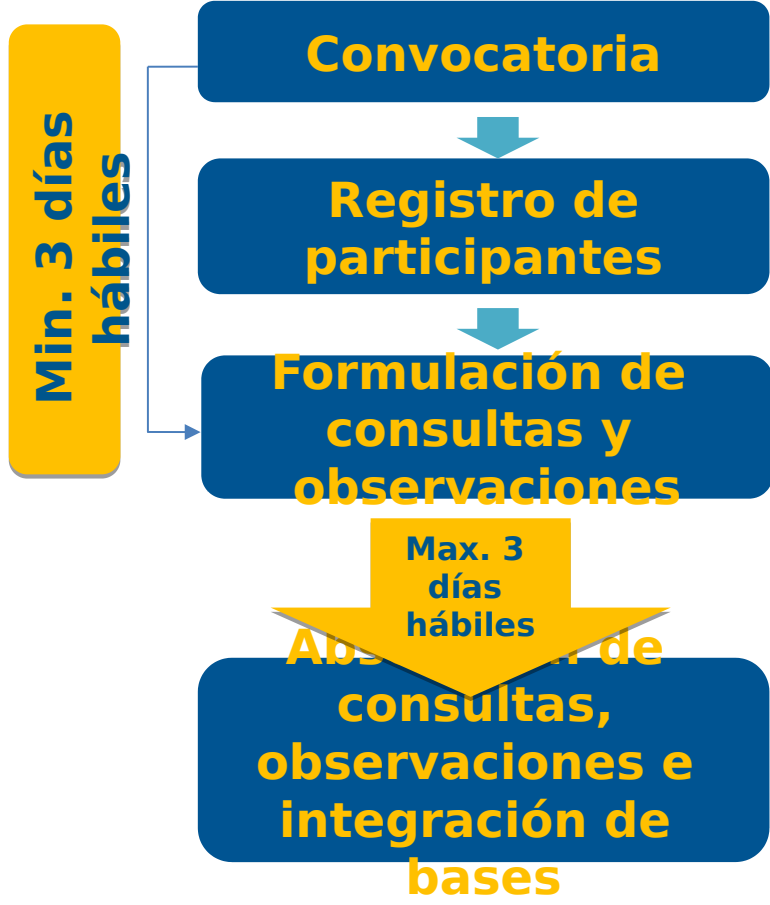 Min. 3 días
hábiles
Convocatoria
Registro de
participantes
Formulación de
consultas y
observaciones
Max. 3
días
hábiles
de
consultas,
observaciones e
integración de
bases